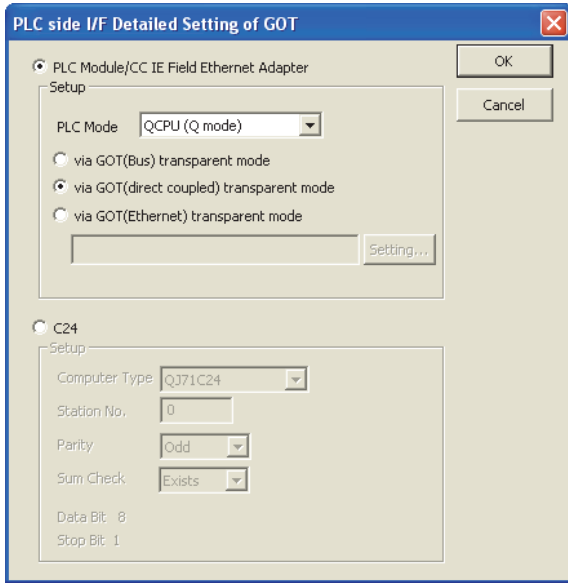 PLC side I/F Detailed Setting of GOT
PLC Module/CC IE Field Ethernet Adapter
OK
Cancel
Setup
PLC Mode QCPU (Q mode)
via GOT(Bus) transparent mode
via GOT(direct coupled) transparent mode
via GOT(Ethernet) transparent mode
Setting...
C24
Setup
Computer Type QJ71C24
Station No. 0
Parity Odd
Sum Check Exists
Data Bit 8
Stop Bit 1